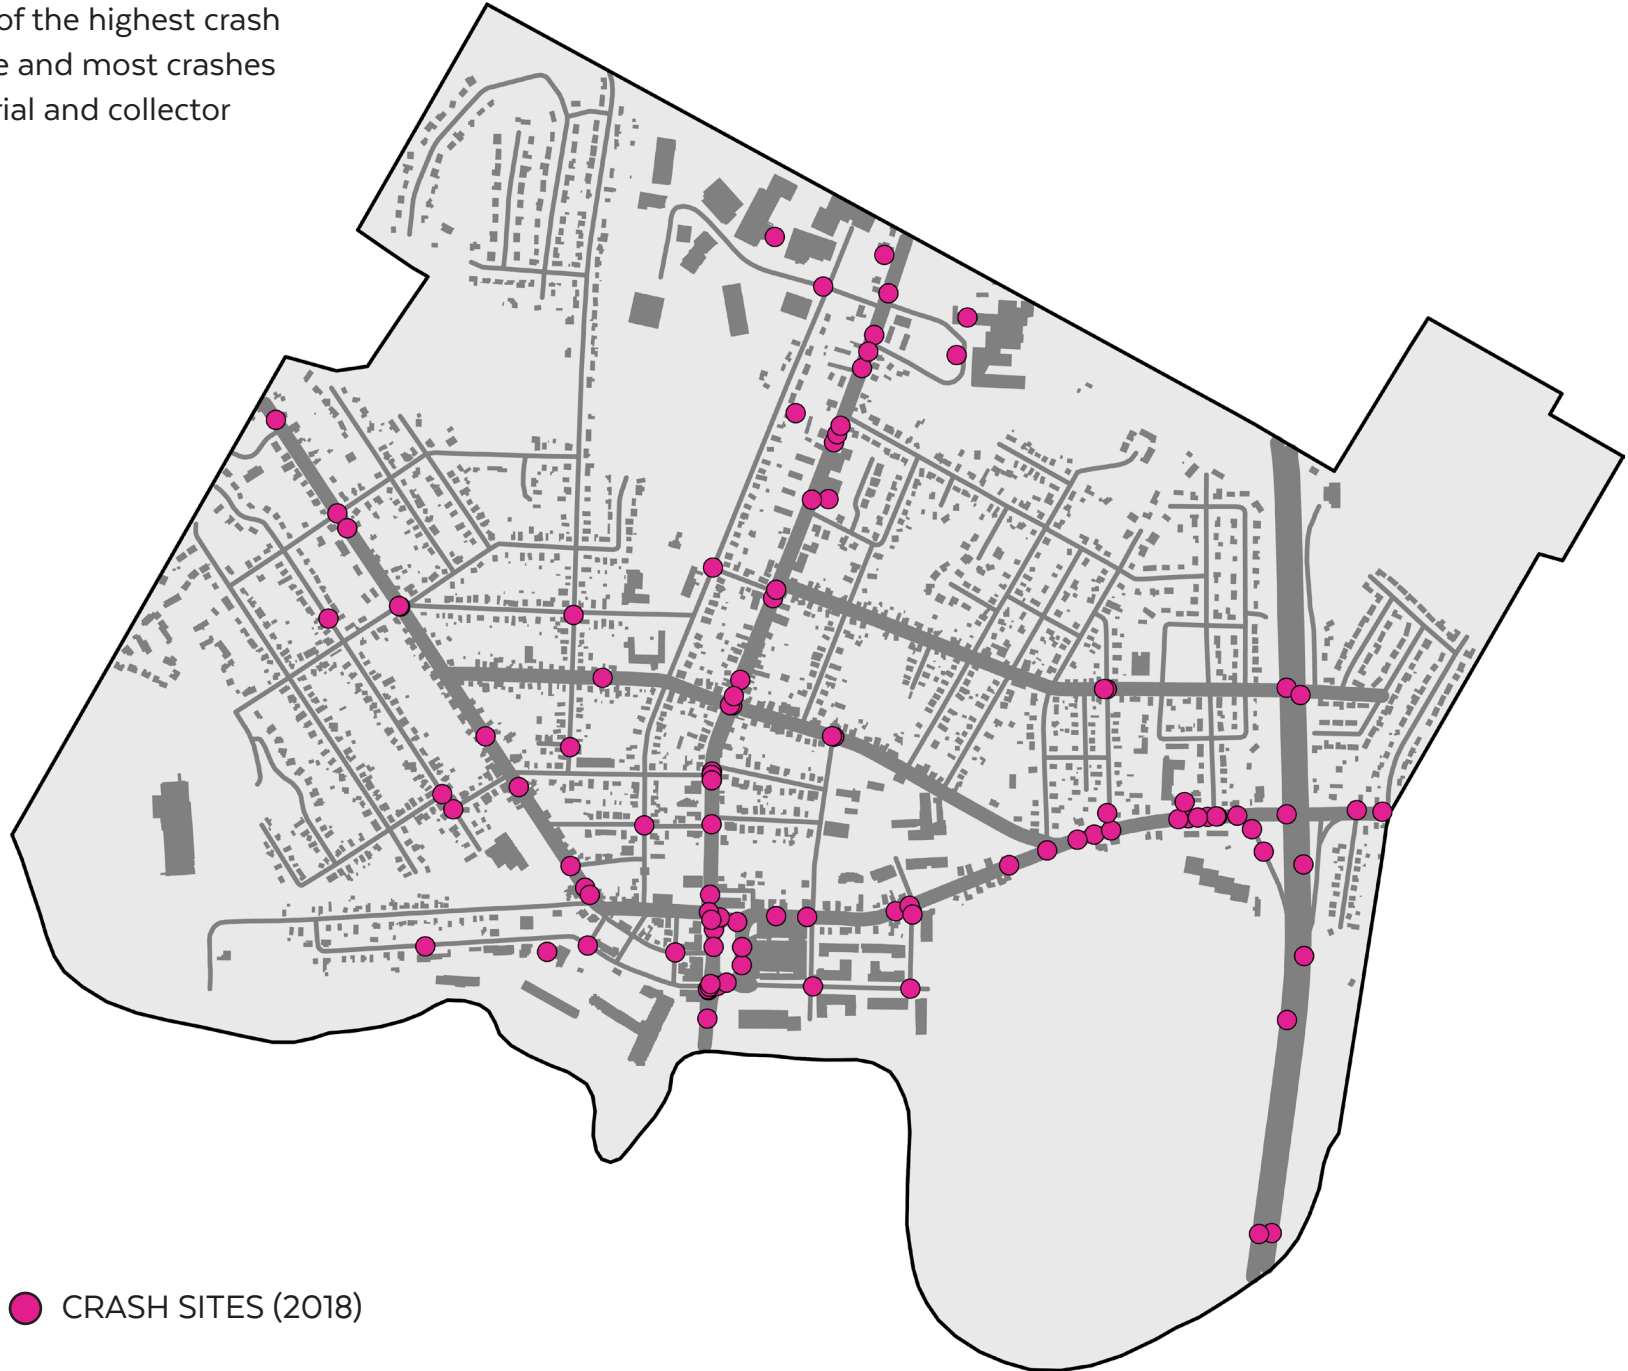 of the highest crash
e and most crashes
rial and collector
CRASH SITES (2018)